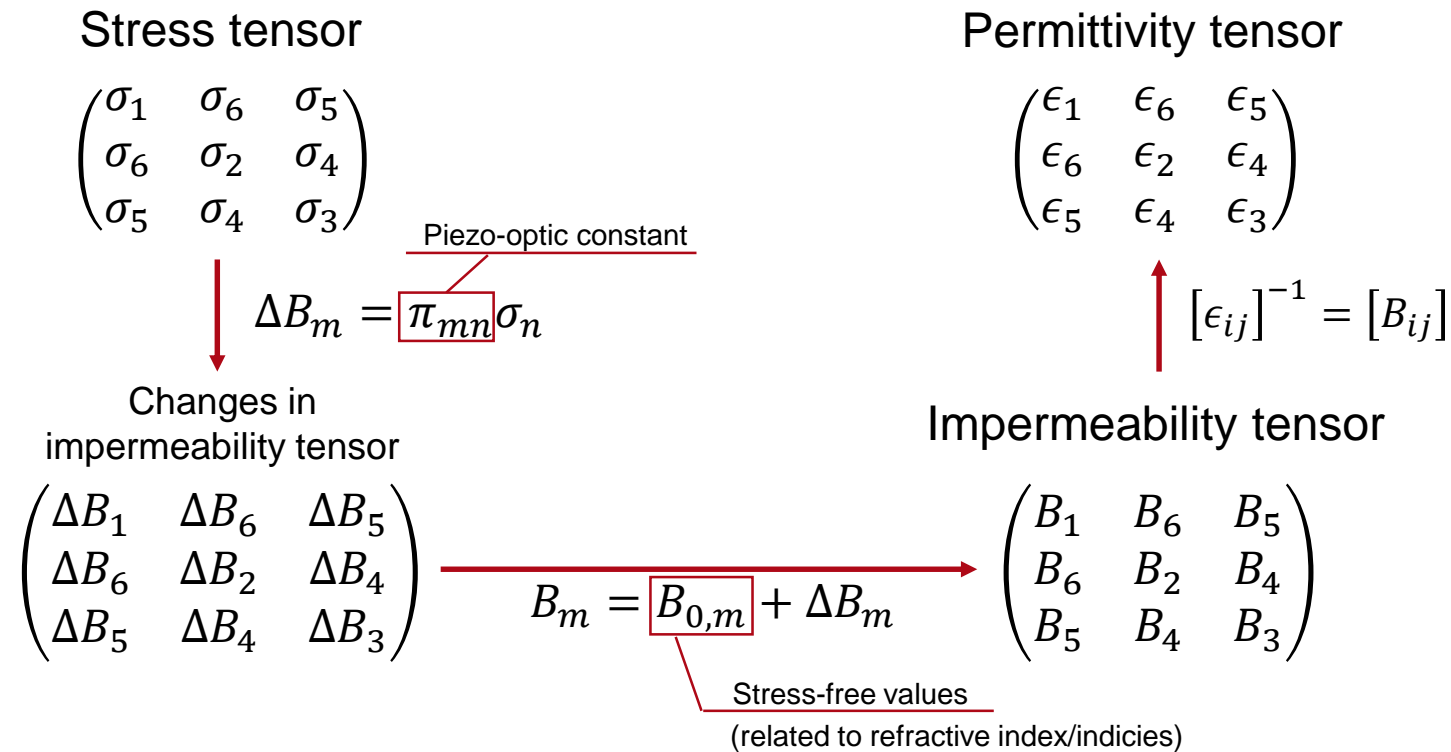 Stress tensor
σ₁ σ₆ σ₅
σ₆ σ₂ σ₄
σ₅ σ₄ σ₃
Piezo-optic constant
ΔBₘ = πₘₙσₙ
Changes in
impermeability tensor
ΔB₁ ΔB₆ ΔB₅
ΔB₆ ΔB₂ ΔB₄
ΔB₅ ΔB₄ ΔB₃
Bₘ = B₀,ₘ + ΔBₘ
Stress-free values
(related to refractive index/indicies)
Permittivity tensor
ϵ₁ ϵ₆ ϵ₅
ϵ₆ ϵ₂ ϵ₄
ϵ₅ ϵ₄ ϵ₃
[ϵᵢⱼ]⁻¹ = [Bᵢⱼ]
Impermeability tensor
B₁ B₆ B₅
B₆ B₂ B₄
B₅ B₄ B₃